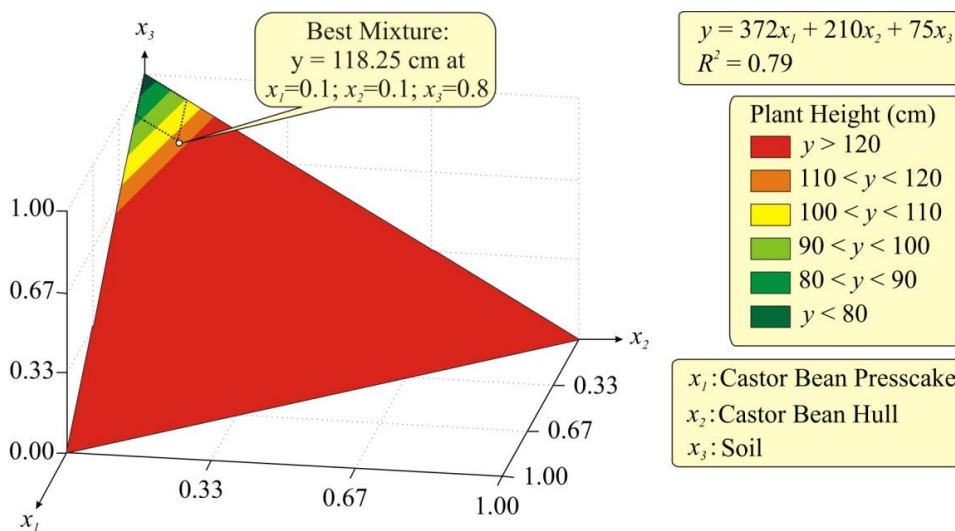 x₃
Best Mixture:
y = 118.25 cm at
x₁=0.1; x₂=0.1; x₃=0.8
y = 372x₁ + 210x₂ + 75x₃
R² = 0.79
Plant Height (cm)
y > 120
110 < y < 120
100 < y < 110
90 < y < 100
80 < y < 90
y < 80
1.00
0.67
0.33
0.00
x₁
0.33
0.67
1.00
1.00
0.67
0.33
x₂
x₁: Castor Bean Presscake
x₂: Castor Bean Hull
x₃: Soil